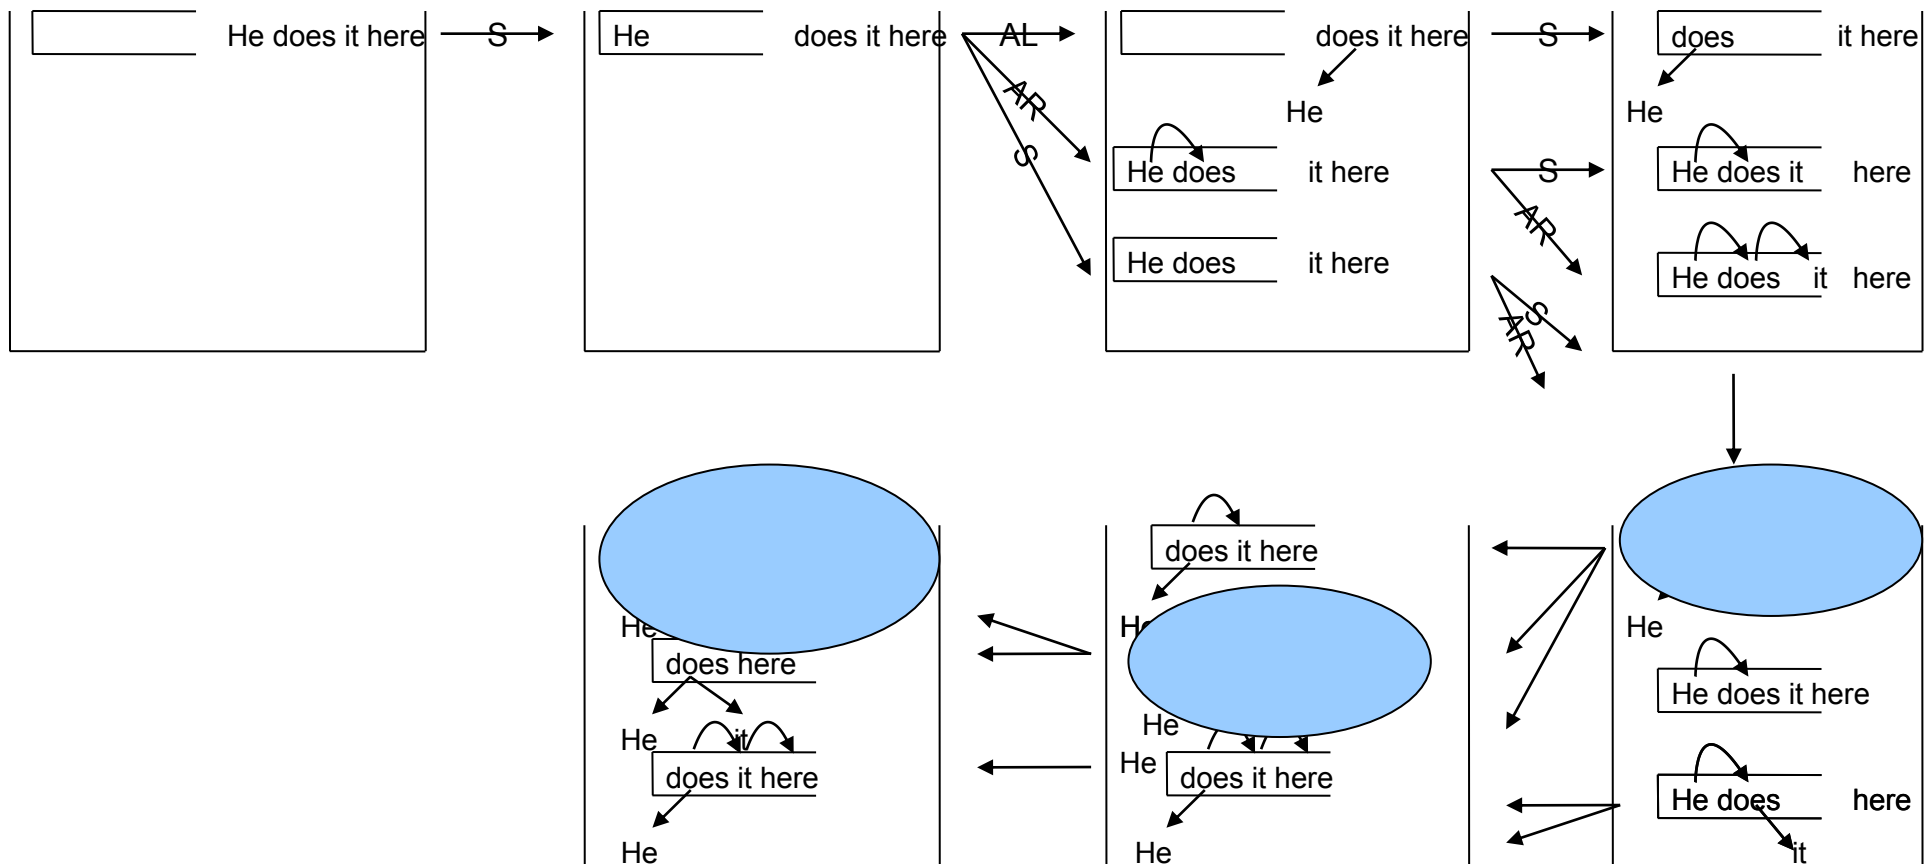 He does it here
S
He
does it here
AL
AR
S
does it here
He
He does
it here
He does
it here
S
S
AR
S
AR
does
it here
He
He does it
here
He does
it
here
He
does here
He
it
does it here
He
does it here
He
He
He
does it here
He
He
He does it here
He does
here
it